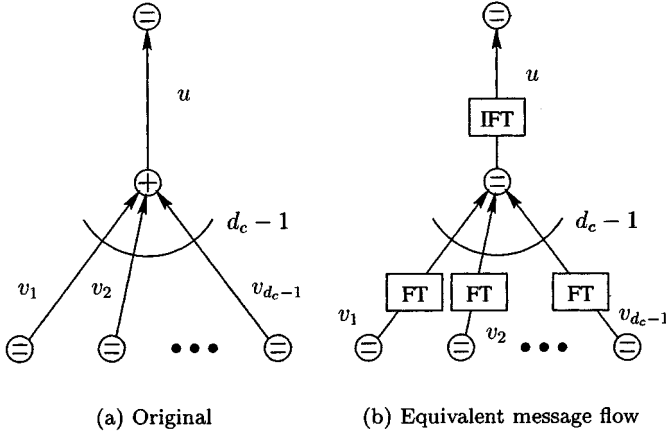 =
=
u
u
IFT
+
=
d_c − 1
d_c − 1
v_1
v_2
v_{d_c−1}
FT
FT
FT
v_1
v_2
v_{d_c−1}
=
=
•••
=
=
=
•••
=
(a) Original
(b) Equivalent message flow